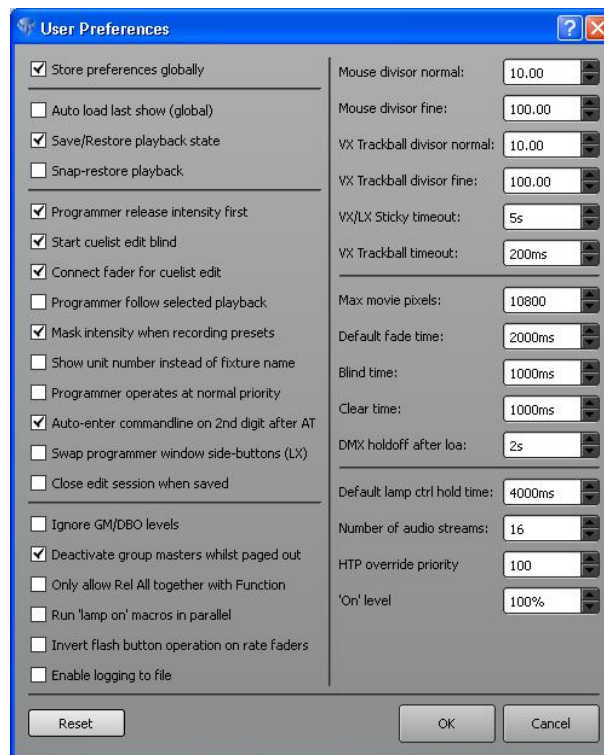 User Preferences
Store preferences globally
Auto load last show (global)
Save/Restore playback state
Snap-restore playback
Programmer release intensity first
Start cuelist edit blind
Connect fader for cuelist edit
Programmer follow selected playback
Mask intensity when recording presets
Show unit number instead of fixture name
Programmer operates at normal priority
Auto-enter commandline on 2nd digit after AT
Swap programmer window side-buttons (LX)
Close edit session when saved
Ignore GM/DBO levels
Deactivate group masters whilst paged out
Only allow Rel All together with Function
Run 'lamp on' macros in parallel
Invert flash button operation on rate faders
Enable logging to file
Mouse divisor normal: 10.00
Mouse divisor fine: 100.00
VX Trackball divisor normal: 10.00
VX Trackball divisor fine: 100.00
VX/LX Sticky timeout: 5s
VX Trackball timeout: 200ms
Max movie pixels: 10800
Default fade time: 2000ms
Blind time: 1000ms
Clear time: 1000ms
DMX holdoff after loa: 2s
Default lamp ctrl hold time: 4000ms
Number of audio streams: 16
HTP override priority 100
'On' level 100%
Reset OK Cancel